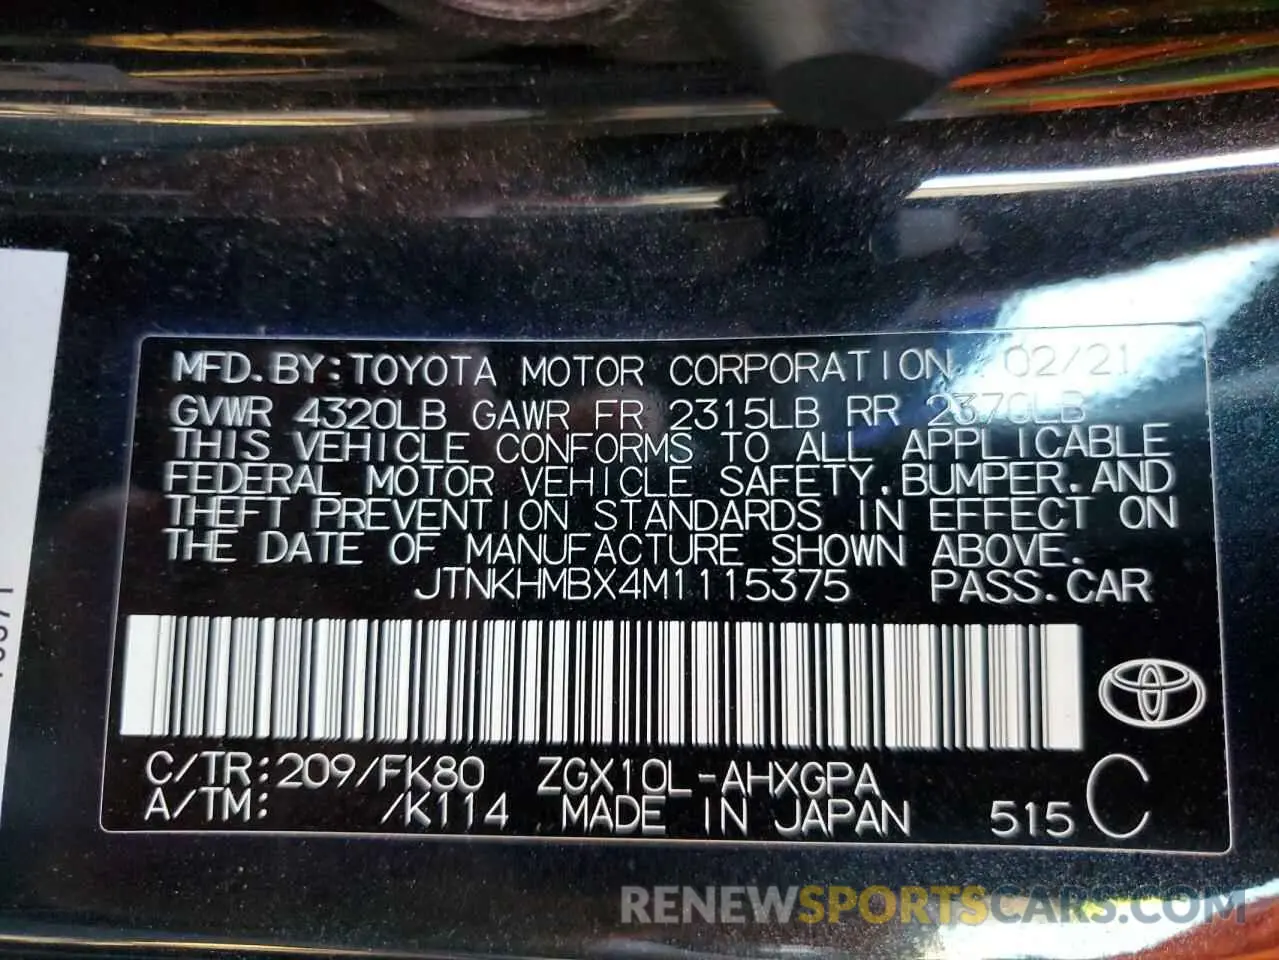 MFD.BY:TOYOTA MOTOR CORPORATION 02/21
GVWR 4320LB GAWR FR 2315LB RR 2370LB
THIS VEHICLE CONFORMS TO ALL APPLICABLE
FEDERAL MOTOR VEHICLE SAFETY,BUMPER,AND
THEFT PREVENTION STANDARDS IN EFFECT ON
THE DATE OF MANUFACTURE SHOWN ABOVE.
JTNKHMBX4M1115375 PASS.CAR
C/TR:209/FK80 ZGX10L-AHXGPA
A/TM: /K114 MADE IN JAPAN 515 C
RENEWSPORTSCARS.COM